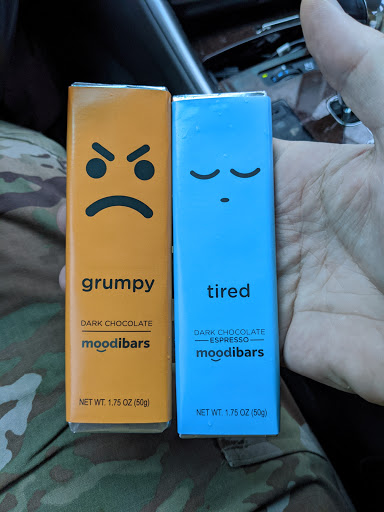 grumpy
DARK CHOCOLATE
moodibars
NET WT. 1.75 OZ (50g)
tired
DARK CHOCOLATE
ESPRESSO
moodibars
NET WT. 1.75 OZ (50g)